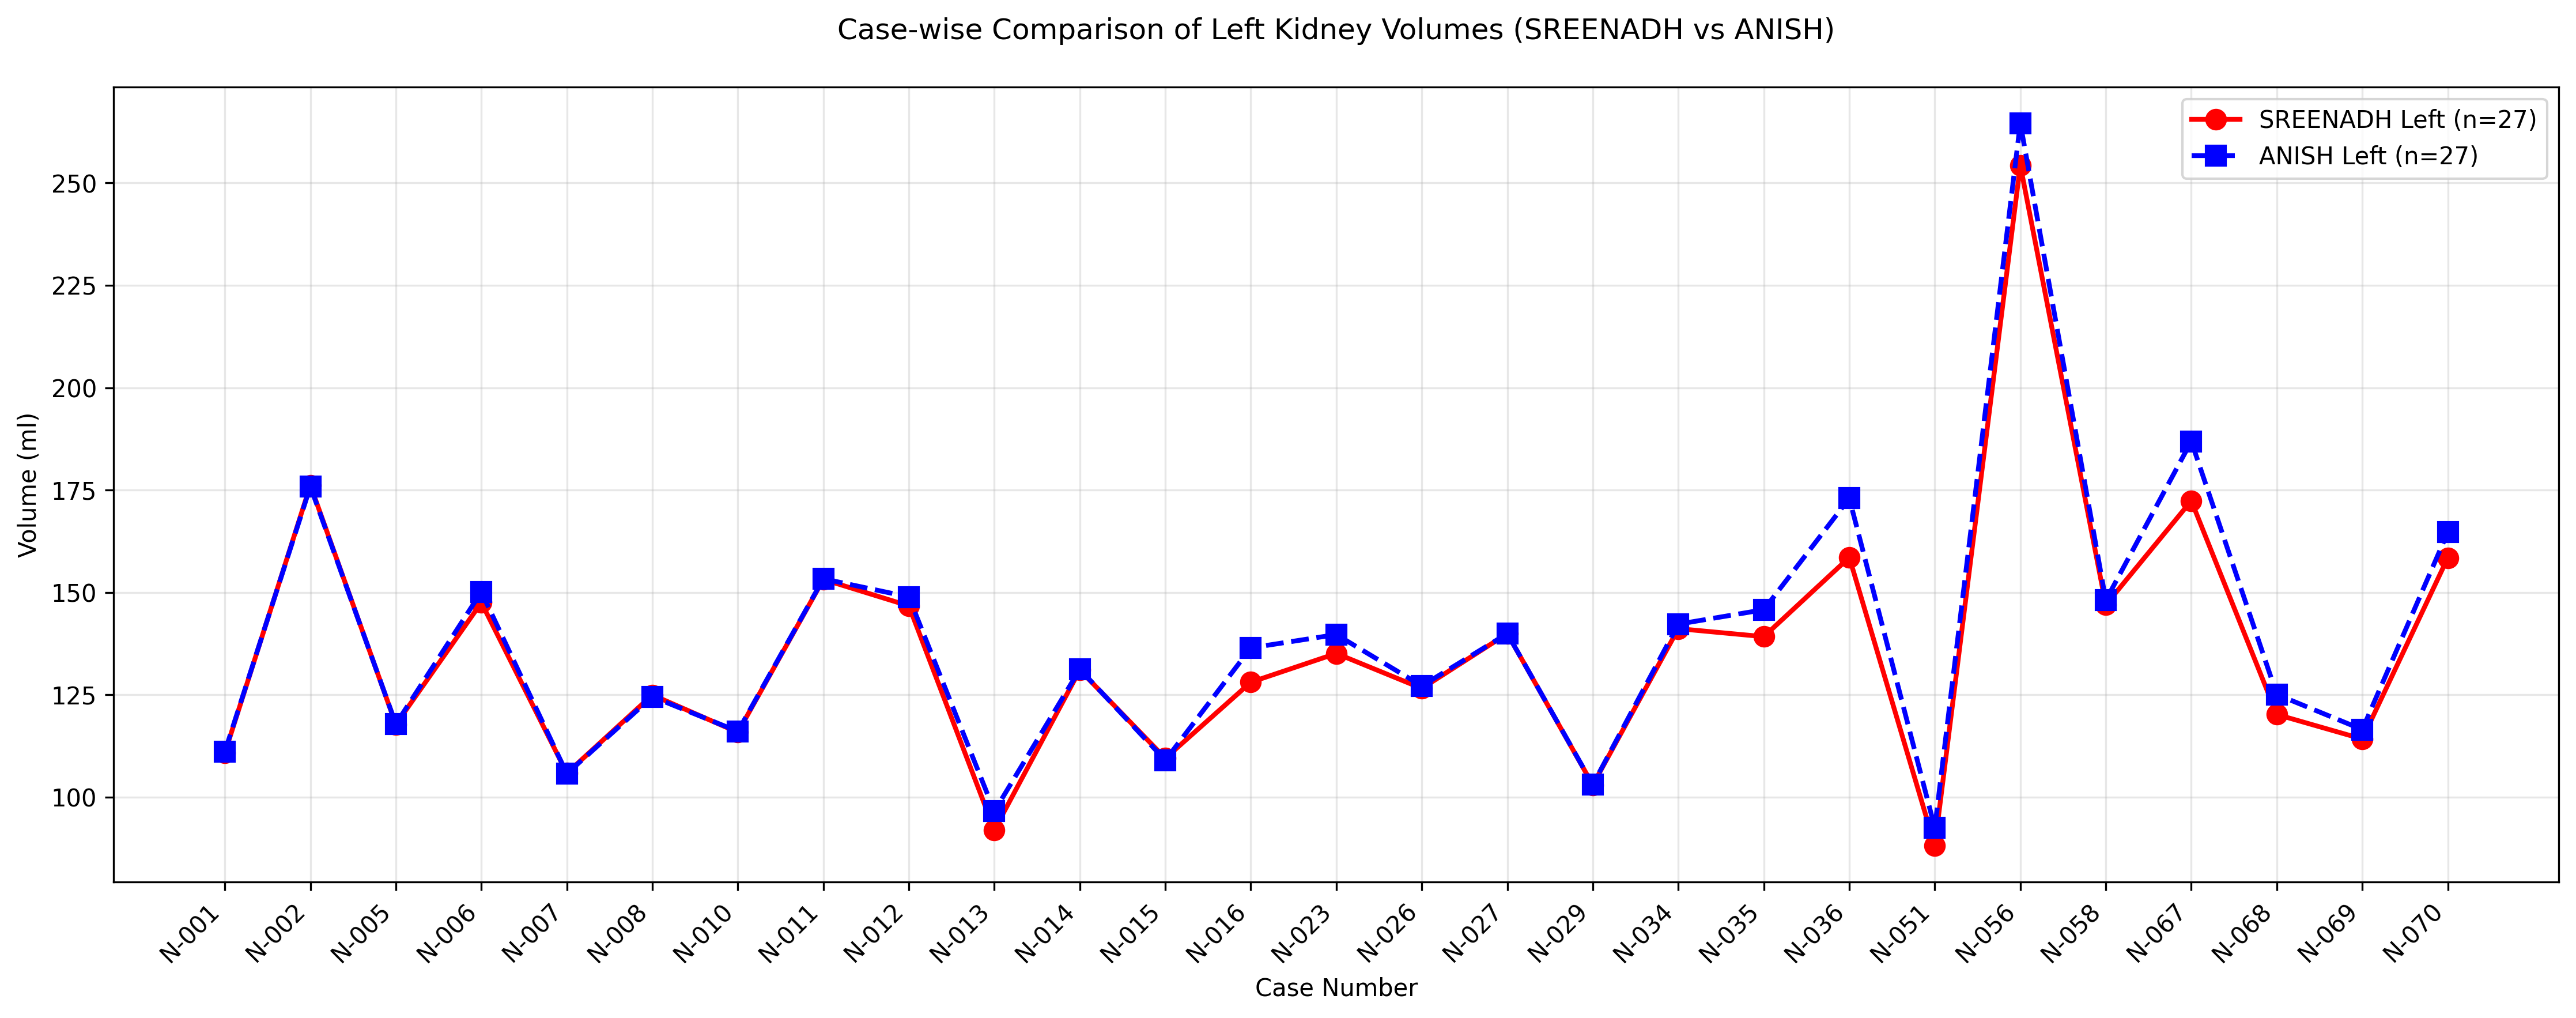 Case-wise Comparison of Left Kidney Volumes (SREENADH vs ANISH)
SREENADH Left (n=27)
ANISH Left (n=27)
Volume (ml)
250
225
200
175
150
125
100
N-001
N-002
N-005
N-006
N-007
N-008
N-010
N-011
N-012
N-013
N-014
N-015
N-016
N-023
N-026
N-027
N-029
N-034
N-035
N-036
N-051
N-056
N-058
N-067
N-068
N-069
N-070
Case Number